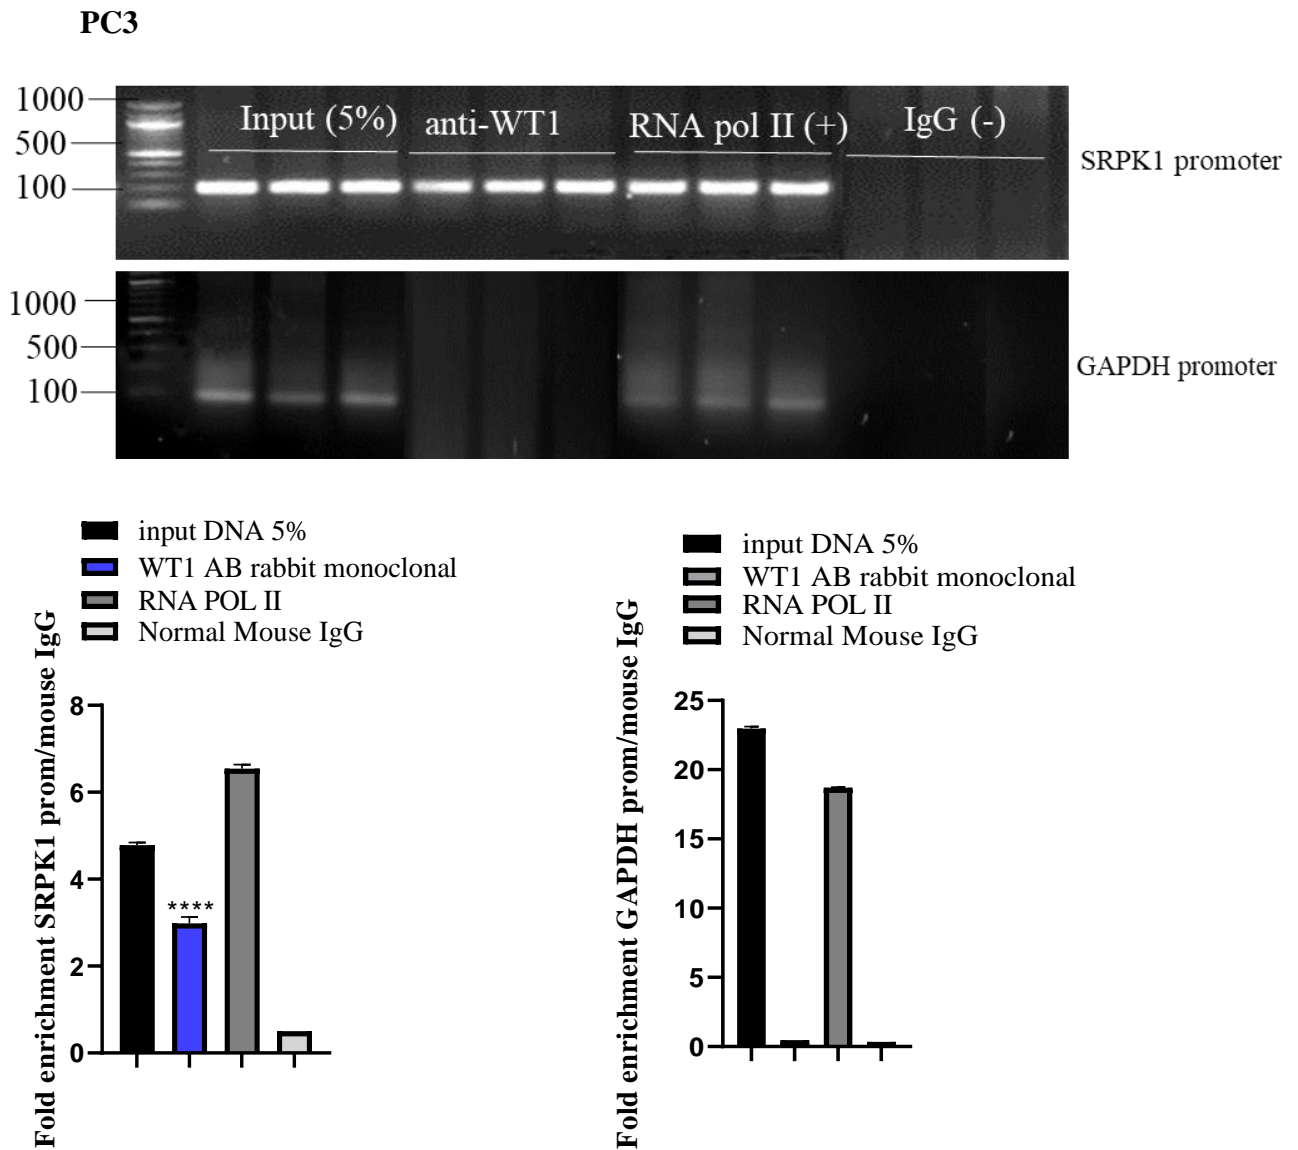 PC3
1000
500
100
Input (5%)
anti-WT1
RNA pol II (+)
IgG (-)
SRPK1 promoter
1000
500
100
GAPDH promoter
input DNA 5%
WT1 AB rabbit monoclonal
RNA POL II
Normal Mouse IgG
Fold enrichment SRPK1 prom/mouse IgG
8
6
4
2
0
****
input DNA 5%
WT1 AB rabbit monoclonal
RNA POL II
Normal Mouse IgG
Fold enrichment GAPDH prom/mouse IgG
25
20
15
10
5
0